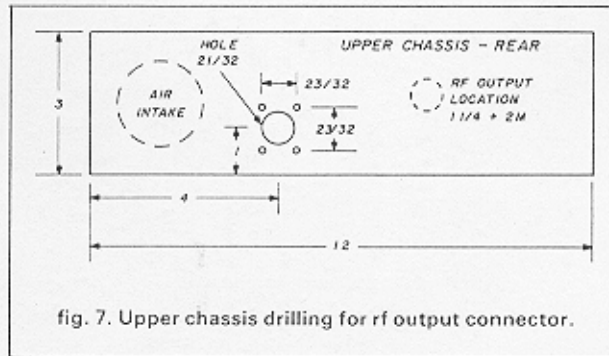 HOLE
21/32
UPPER CHASSIS - REAR
AIR
INTAKE
23/32
23/32
RF OUTPUT
LOCATION
1 1/4 + 2M
3
1
4
12
fig. 7. Upper chassis drilling for rf output connector.